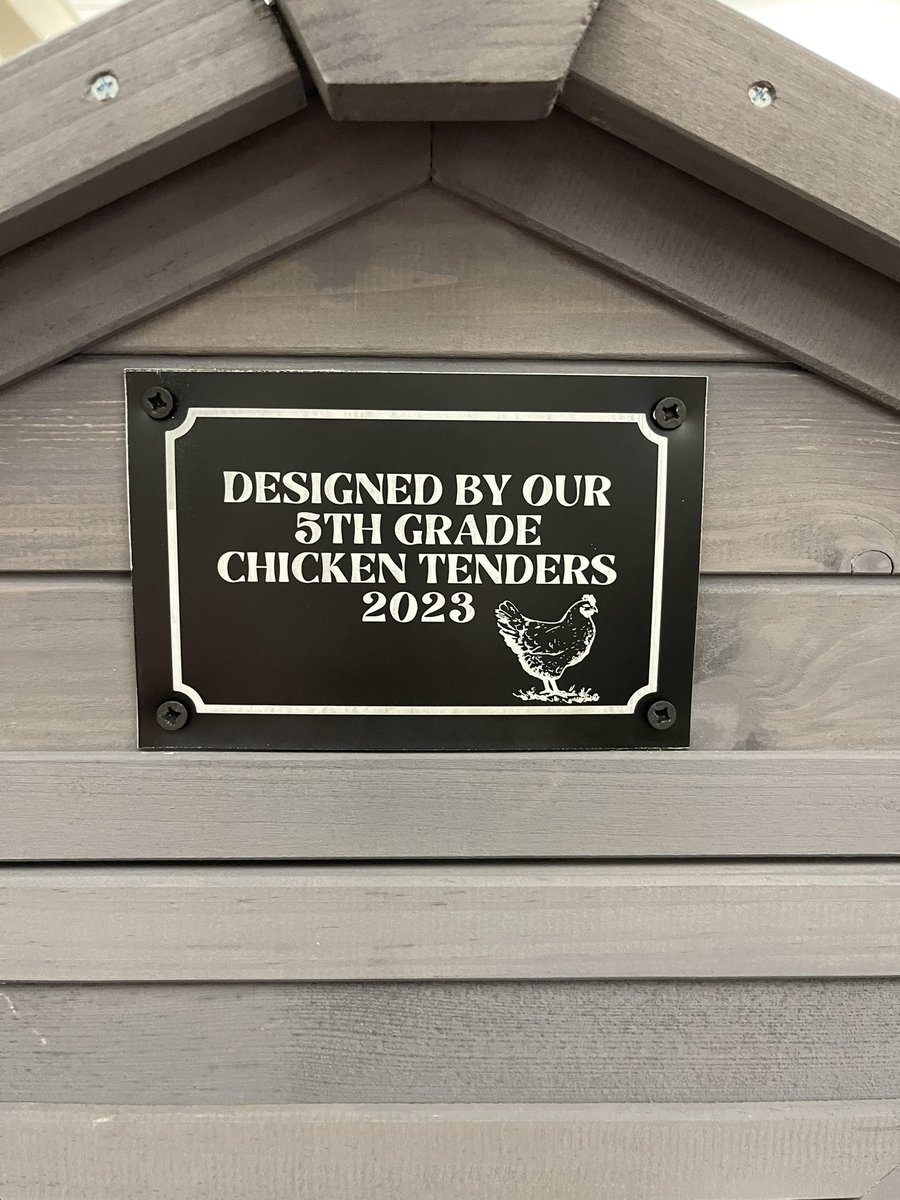 DESIGNED BY OUR
5TH GRADE
CHICKEN TENDERS
2023